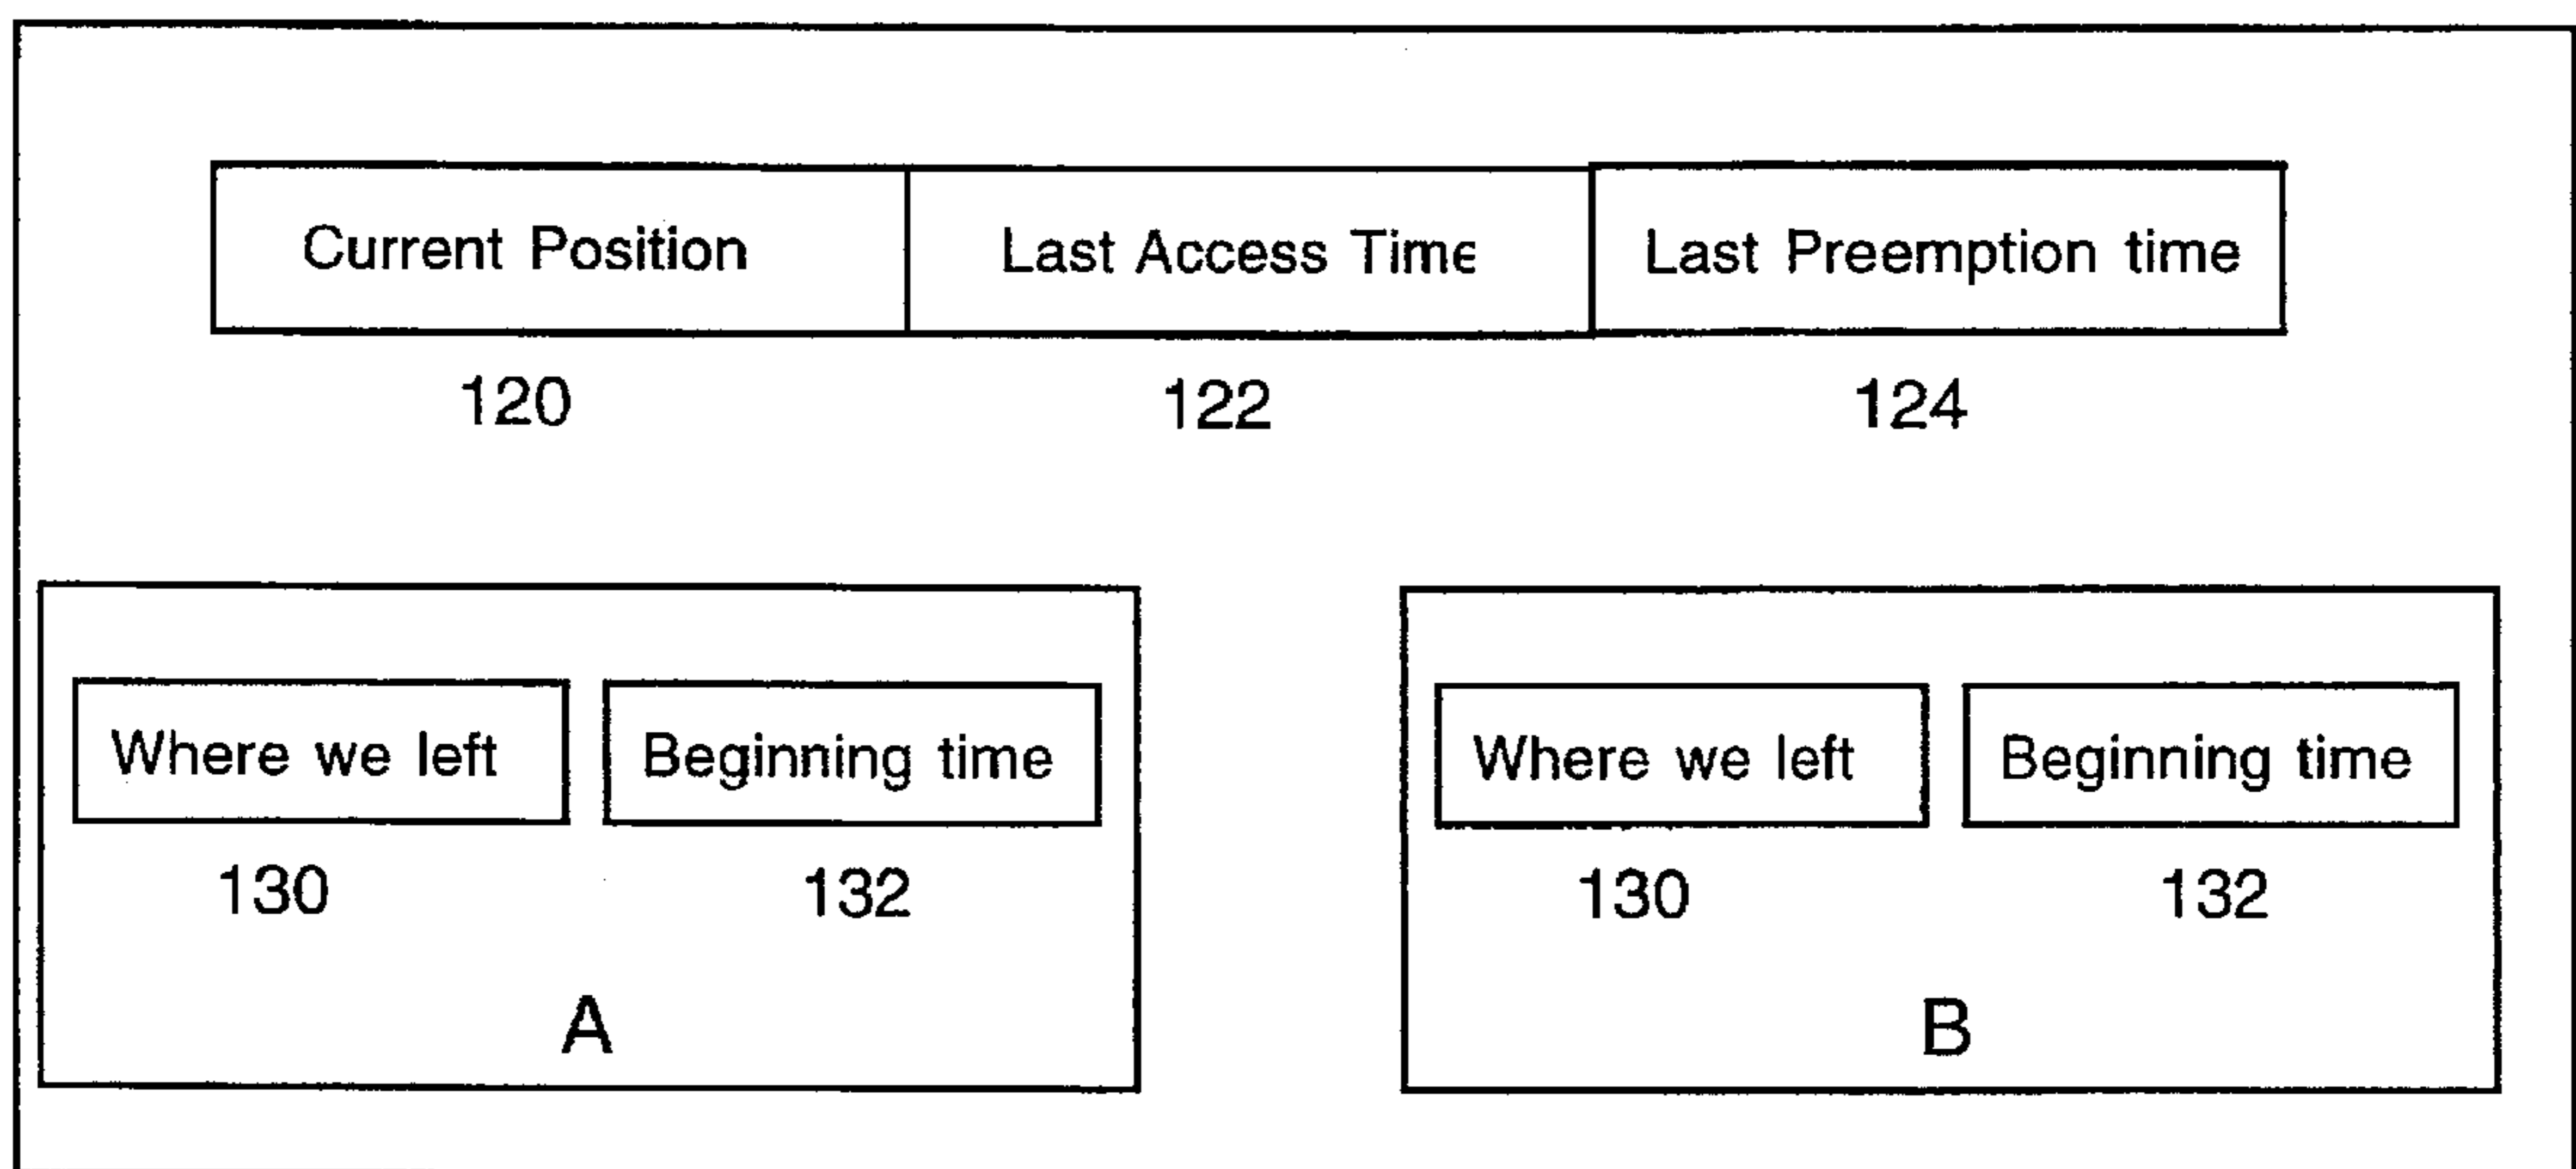 Current Position Last Access Time Last Preemption time
120 122 124
Where we left Beginning time Where we left Beginning time
130 132 130 132
A B